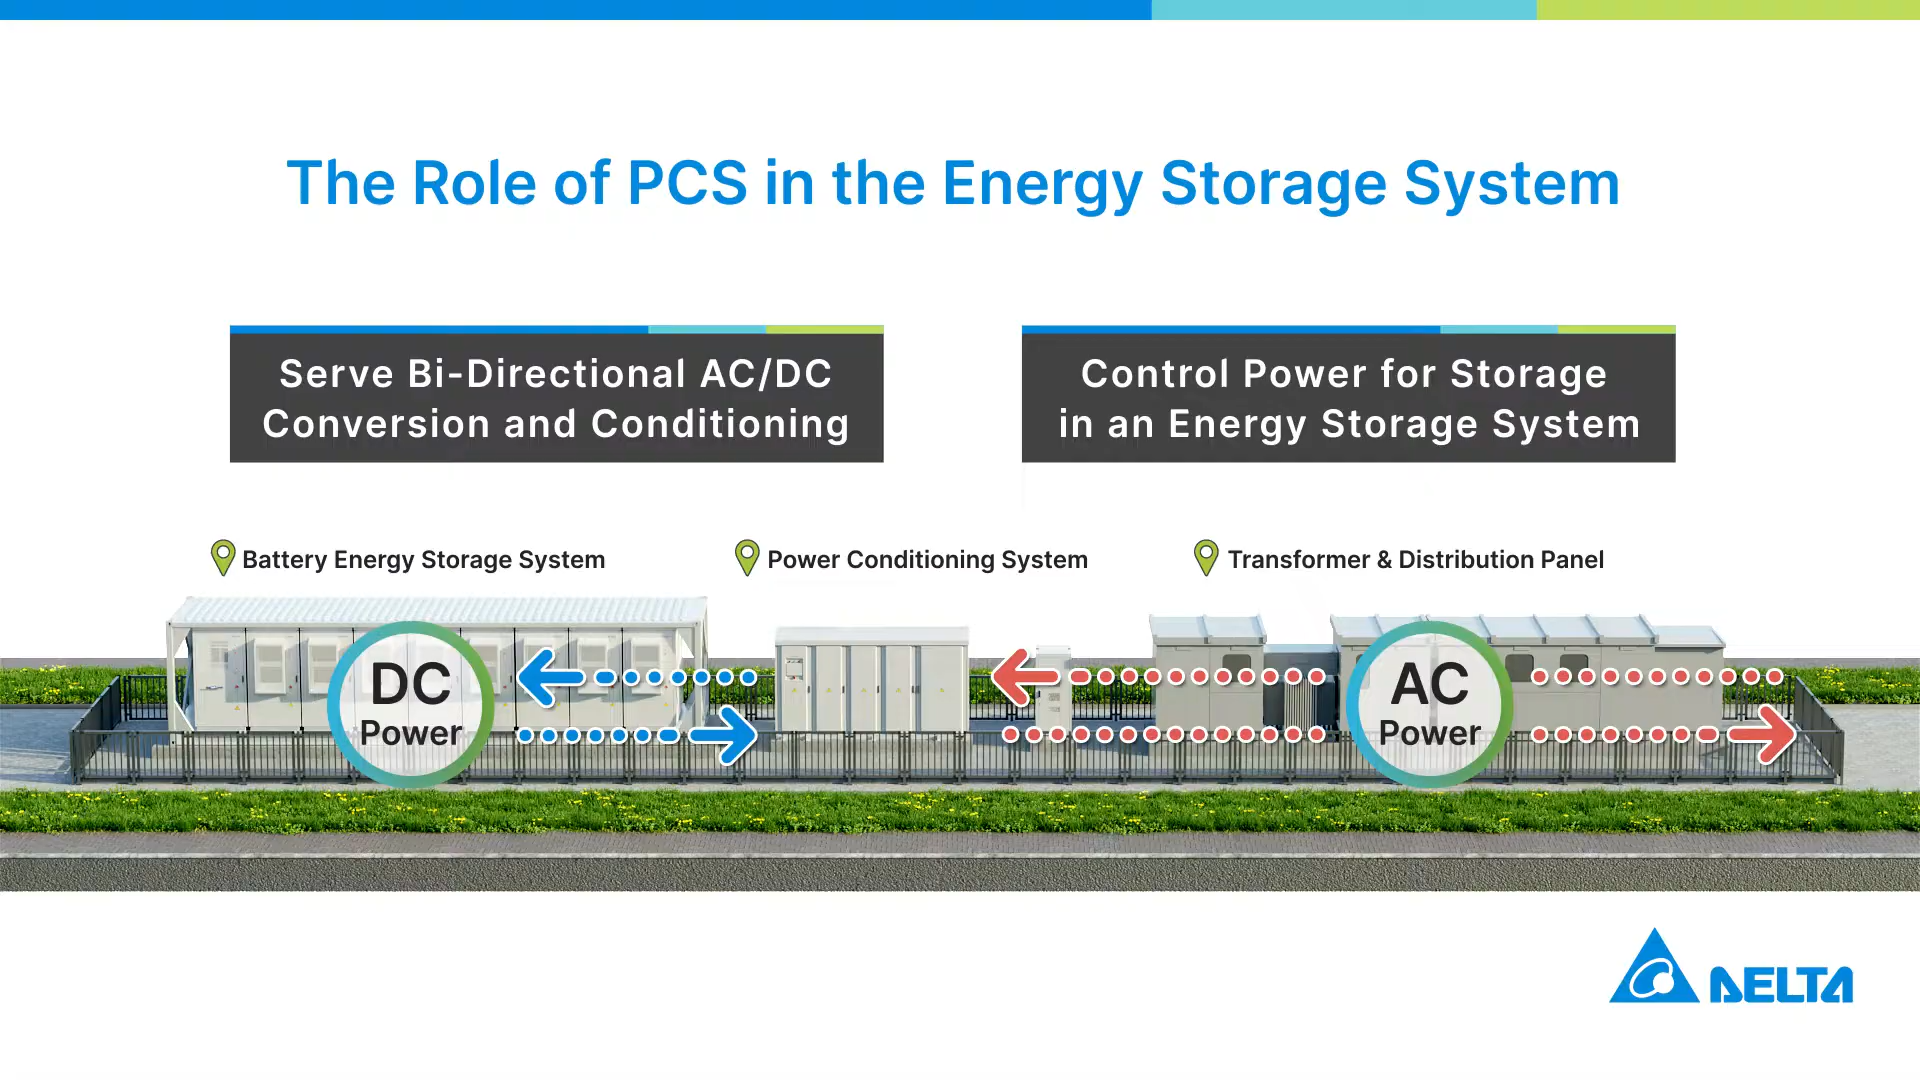 The Role of PCS in the Energy Storage System
Serve Bi-Directional AC/DC
Conversion and Conditioning
Control Power for Storage
in an Energy Storage System
Battery Energy Storage System
Power Conditioning System
Transformer & Distribution Panel
DC
Power
AC
Power
DELTA